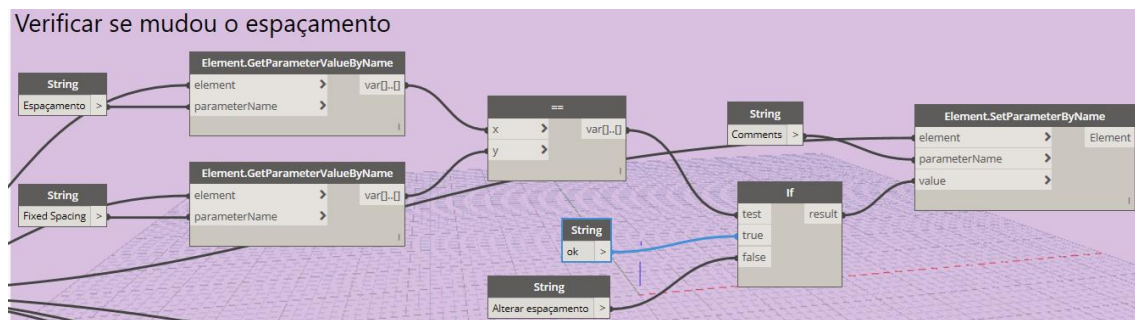 Verificar se mudou o espaçamento
String
Espaçamento >
Element.GetParameterValueByName
element > var[]..[]
parameterName >
l
String
Fixed Spacing >
Element.GetParameterValueByName
element > var[]..[]
parameterName >
l
==
x > var[]..[]
y >
l
String
ok >
String
Alterar espaçamento >
String
Comments >
If
test result
true
false
l
Element.SetParameterByName
element > Element
parameterName >
value >
l